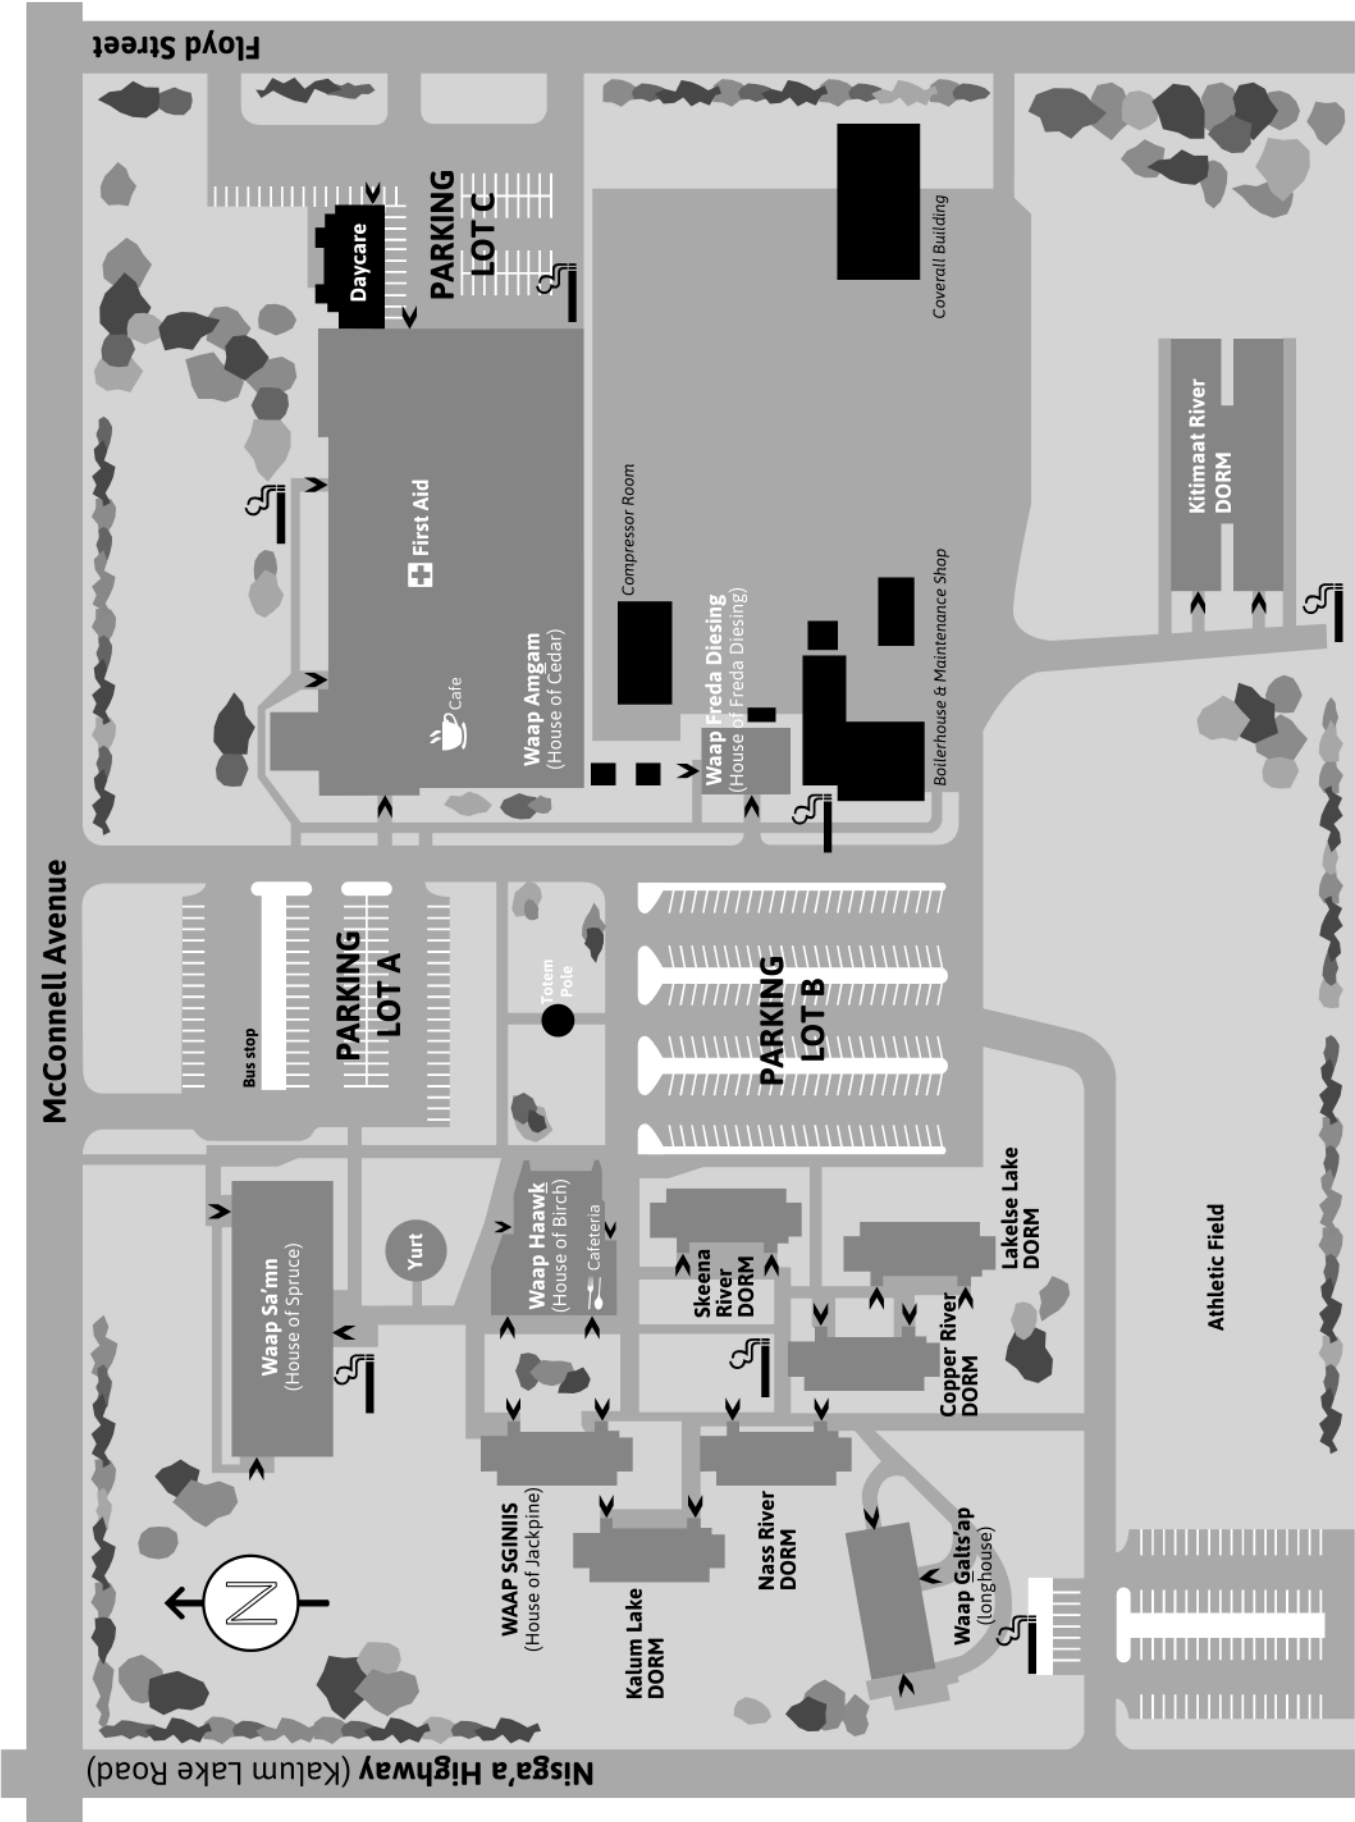 Floyd Street
McConnell Avenue
Nisga'a Highway (Kalum Lake Road)
N
Daycare
PARKING
LOT C
Coverall Building
First Aid
Cafe
Waap Amgam
(House of Cedar)
Compressor Room
Waap Freda Diesing
(House of Freda Diesing)
Boilerhouse & Maintenance Shop
Kitimaat River
DORM
Bus stop
PARKING
LOT A
Totem
Pole
PARKING
LOT B
Waap Sa'mn
(House of Spruce)
Yurt
Waap Haawk
(House of Birch)
Cafeteria
Skeena
River
DORM
Lakelse Lake
DORM
Copper River
DORM
WAAP SGINIIS
(House of Jackpine)
Kalum Lake
DORM
Nass River
DORM
Waap Galts'ap
(longhouse)
Athletic Field